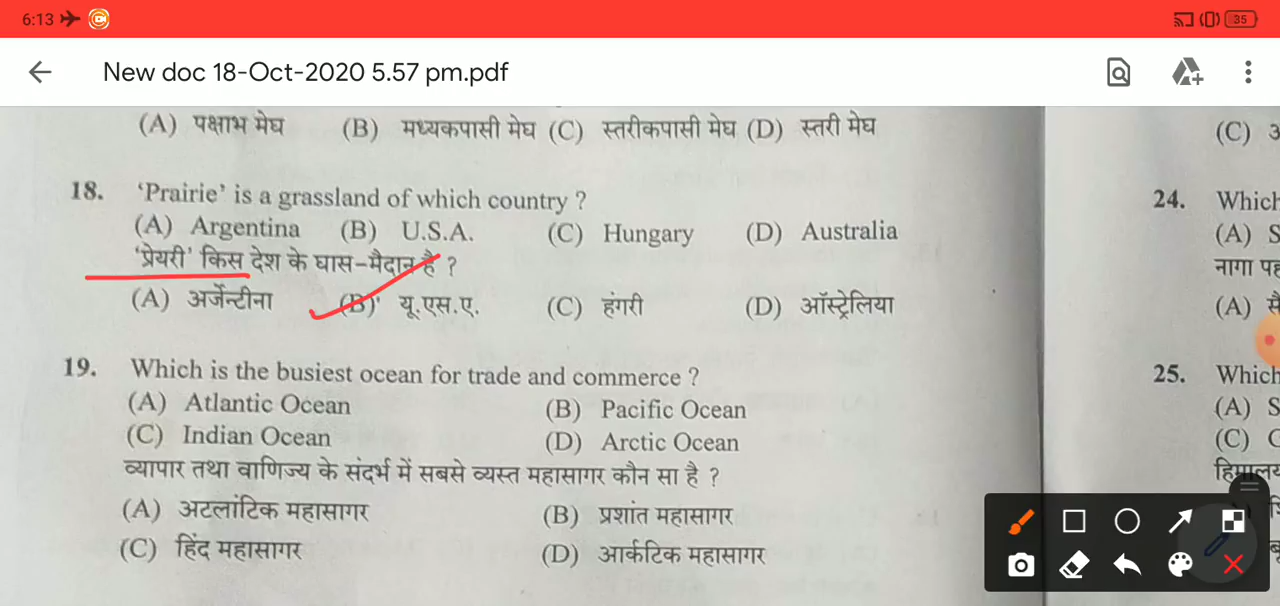 6:13
35
New doc 18-Oct-2020 5.57 pm.pdf
(A) पक्षाभ मेघ (B) मध्यकपासी मेघ (C) स्तरीकपासी मेघ (D) स्तरी मेघ
18. 'Prairie' is a grassland of which country ?
(A) Argentina (B) U.S.A. (C) Hungary (D) Australia
'प्रेयरी' किस देश के घास-मैदान है ?
(A) अर्जेन्टीना (B) यू.एस.ए. (C) हंगरी (D) ऑस्ट्रेलिया
19. Which is the busiest ocean for trade and commerce ?
(A) Atlantic Ocean (B) Pacific Ocean
(C) Indian Ocean (D) Arctic Ocean
व्यापार तथा वाणिज्य के संदर्भ में सबसे व्यस्त महासागर कौन सा है ?
(A) अटलांटिक महासागर (B) प्रशांत महासागर
(C) हिंद महासागर (D) आर्कटिक महासागर
(C)
24. Which
(A) S
नागा
(A)
25. Which
(A) S
(C)